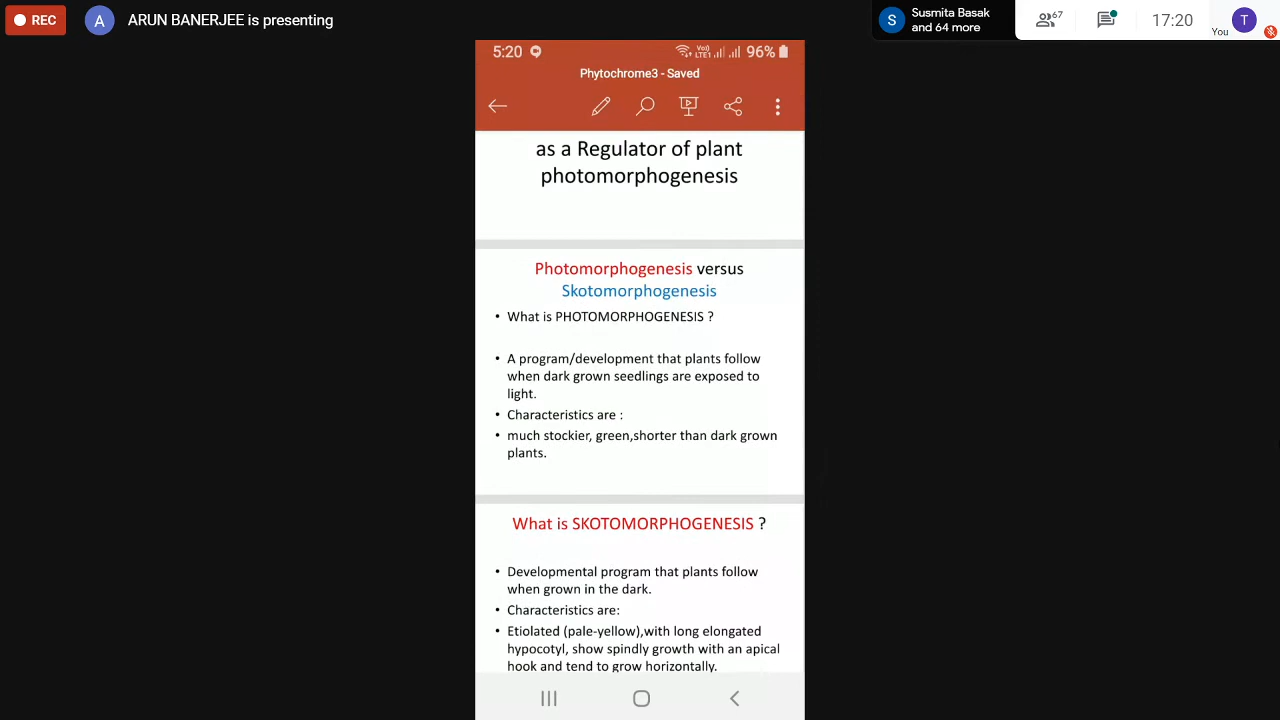 REC
A
ARUN BANERJEE is presenting
S
Susmita Basak
and 64 more
67
17:20
You
T
5:20
Vo))
LTE1
96%
Phytochrome3 - Saved
as a Regulator of plant
photomorphogenesis
Photomorphogenesis versus
Skotomorphogenesis
• What is PHOTOMORPHOGENESIS ?
• A program/development that plants follow
when dark grown seedlings are exposed to
light.
• Characteristics are :
• much stockier, green,shorter than dark grown
plants.
What is SKOTOMORPHOGENESIS ?
• Developmental program that plants follow
when grown in the dark.
• Characteristics are:
• Etiolated (pale-yellow),with long elongated
hypocotyl, show spindly growth with an apical
hook and tend to grow horizontally.